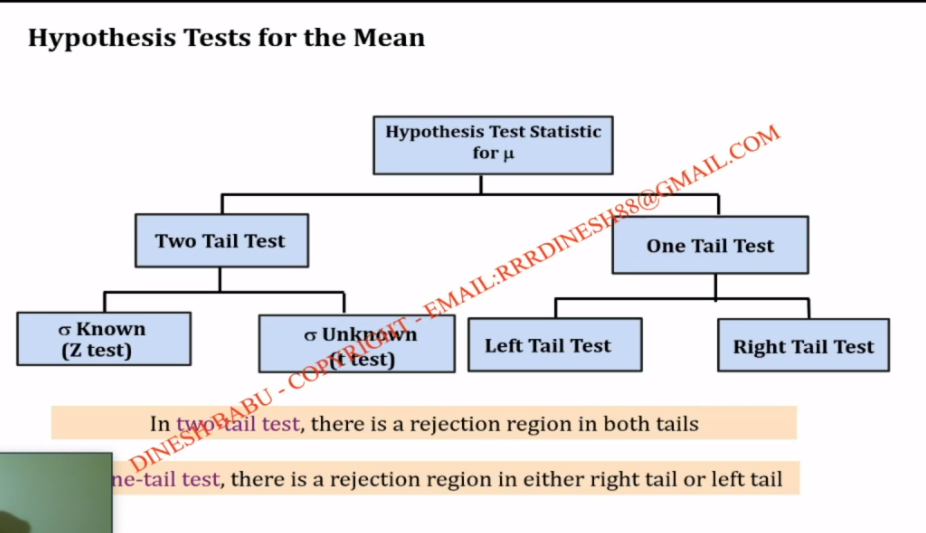 Hypothesis Tests for the Mean
Hypothesis Test Statistic
for μ
Two Tail Test
One Tail Test
σ Known
(Z test)
σ Unknown
(t test)
Left Tail Test
Right Tail Test
In two-tail test, there is a rejection region in both tails
ne-tail test, there is a rejection region in either right tail or left tail
DINESH BABU - COPYRIGHT - EMAIL:RRRDINESH88@GMAIL.COM